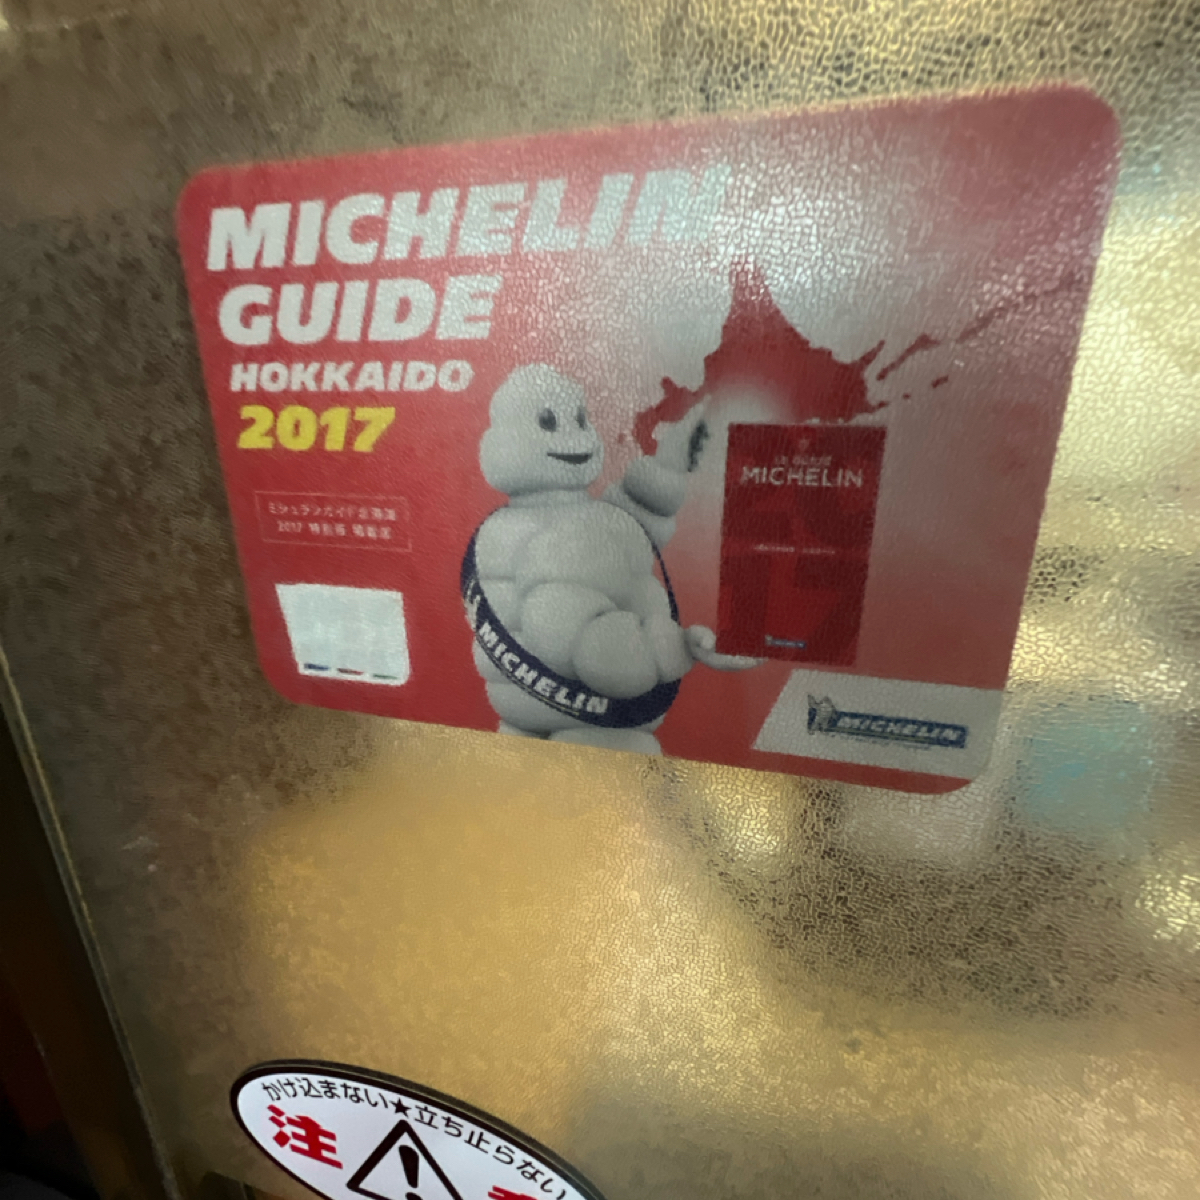 MICHELIN
GUIDE
HOKKAIDO
2017
ミシュランガイド北海道
2017 特別版 掲載店
MICHELIN
MICHELIN
MICHELIN
かけ込まない★立ち止らない
注